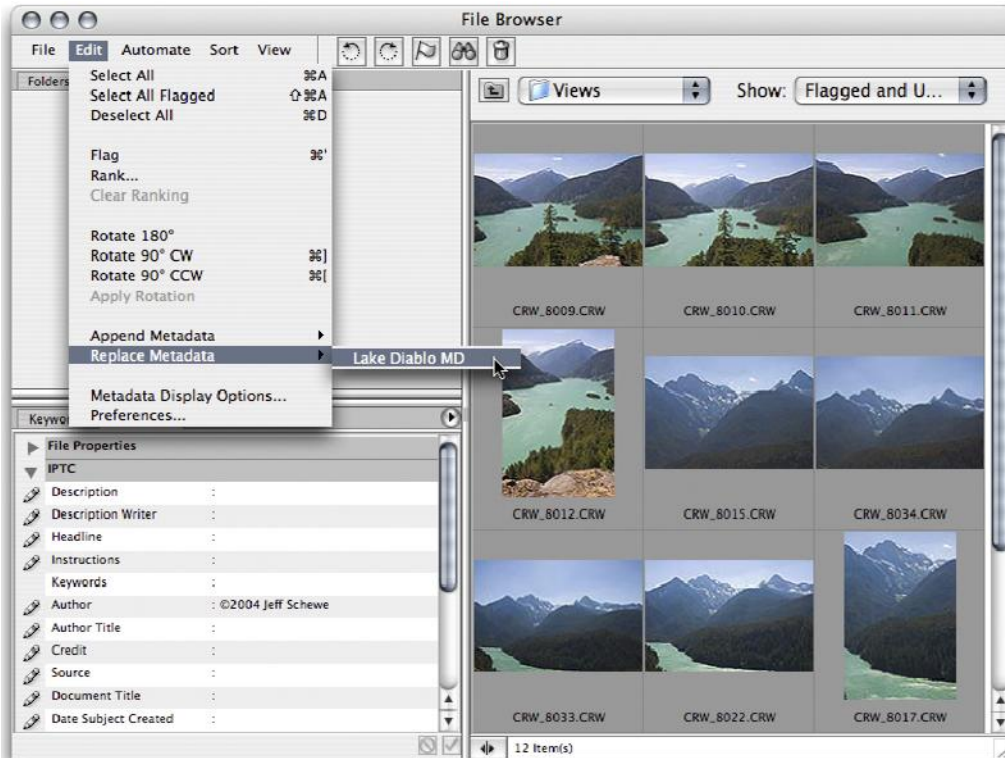 File Browser
File Edit Automate Sort View
Folders
Select All ⌘A
Select All Flagged ⇧⌘A
Deselect All ⌘D
Flag ⌘'
Rank...
Clear Ranking
Rotate 180°
Rotate 90° CW ⌘]
Rotate 90° CCW ⌘[
Apply Rotation
Append Metadata
Replace Metadata
Lake Diablo MD
Metadata Display Options...
Preferences...
Views
Show: Flagged and U...
CRW_8009.CRW CRW_8010.CRW CRW_8011.CRW
CRW_8012.CRW CRW_8015.CRW CRW_8034.CRW
CRW_8033.CRW CRW_8022.CRW CRW_8017.CRW
12 Item(s)
Keywo
File Properties
IPTC
Description :
Description Writer :
Headline :
Instructions :
Keywords :
Author : ©2004 Jeff Schewe
Author Title :
Credit :
Source :
Document Title :
Date Subject Created :